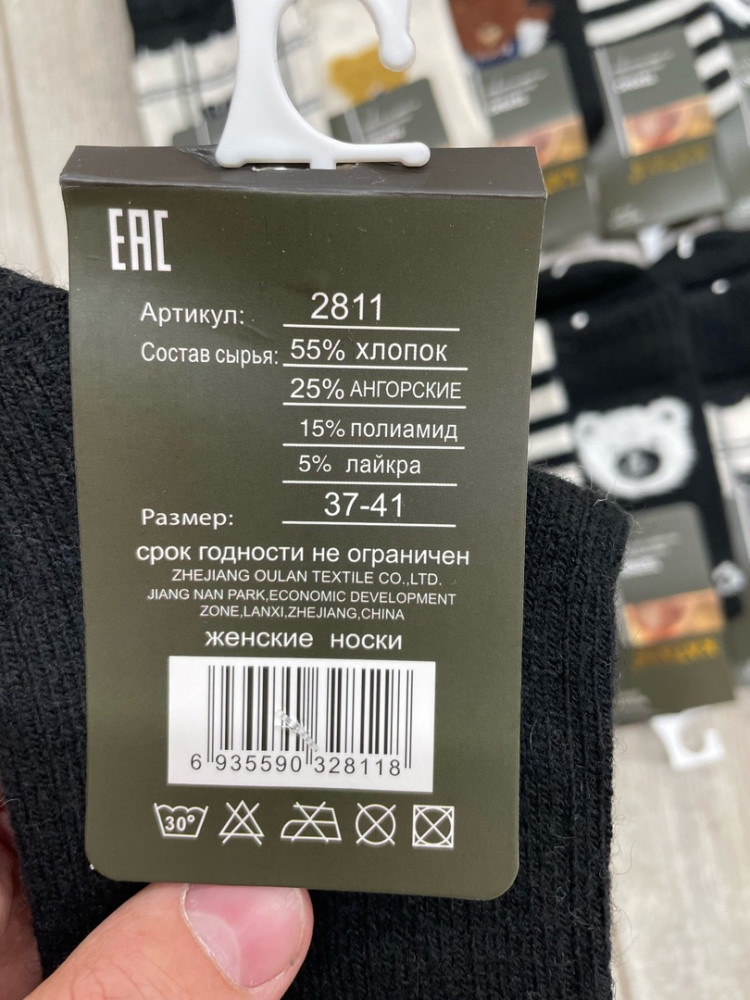 EAC
Артикул: 2811
Состав сырья: 55% хлопок
25% АНГОРСКИЕ
15% полиамид
5% лайкра
Размер: 37-41
срок годности не ограничен
ZHEJIANG OULAN TEXTILE CO.,LTD.
JIANG NAN PARK,ECONOMIC DEVELOPMENT
ZONE,LANXI,ZHEJIANG,CHINA
женские носки
6 935590 328118
30°